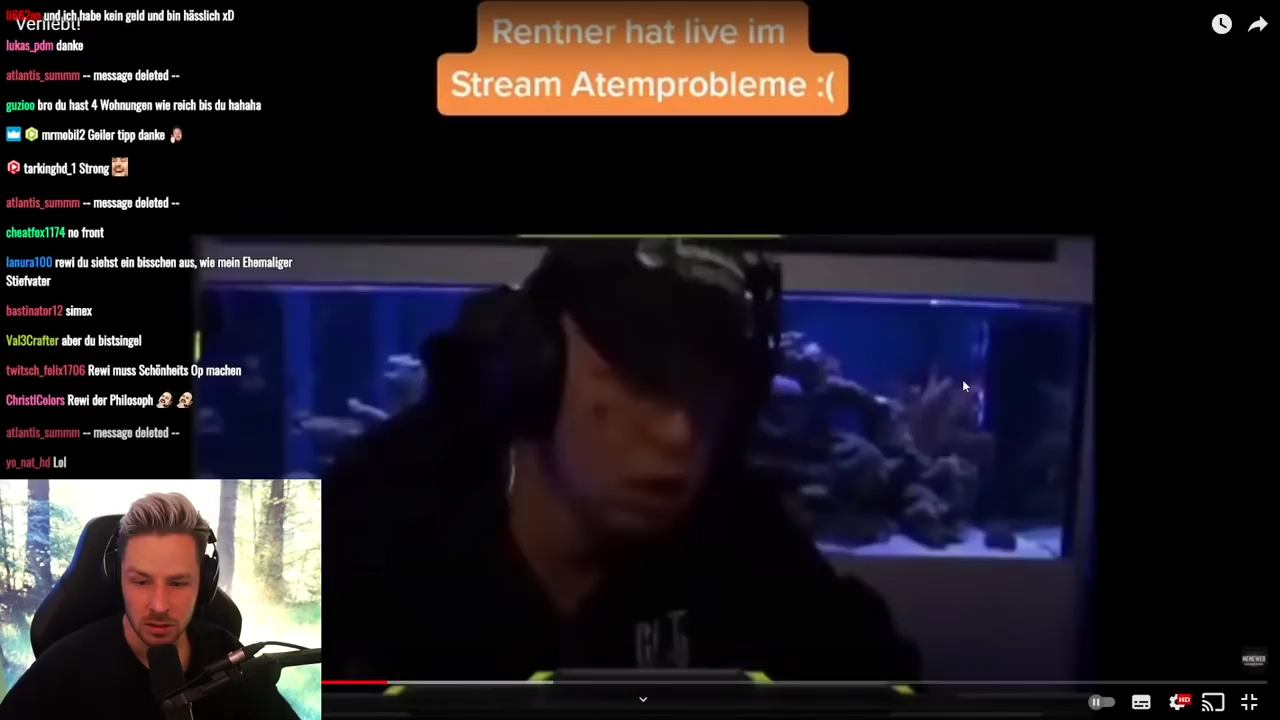 Verliebt!
und ich habe kein geld und bin hässlich xD
lukas_pdm danke
atlantis_summm -- message deleted --
guzioo bro du hast 4 Wohnungen wie reich bis du hahaha
mrmobil2 Geiler tipp danke
tarkinghd_1 Strong
atlantis_summm -- message deleted --
cheatfox1174 no front
lanura100 rewi du siehst ein bisschen aus, wie mein Ehemaliger
Stiefvater
bastinator12 simex
Val3Crafter aber du bistsingel
twitsch_felix1706 Rewi muss Schönheits Op machen
ChristlColors Rewi der Philosoph
atlantis_summm -- message deleted --
yo_nat_hd Lol
Rentner hat live im
Stream Atemprobleme :(
MEMEWEB
HD